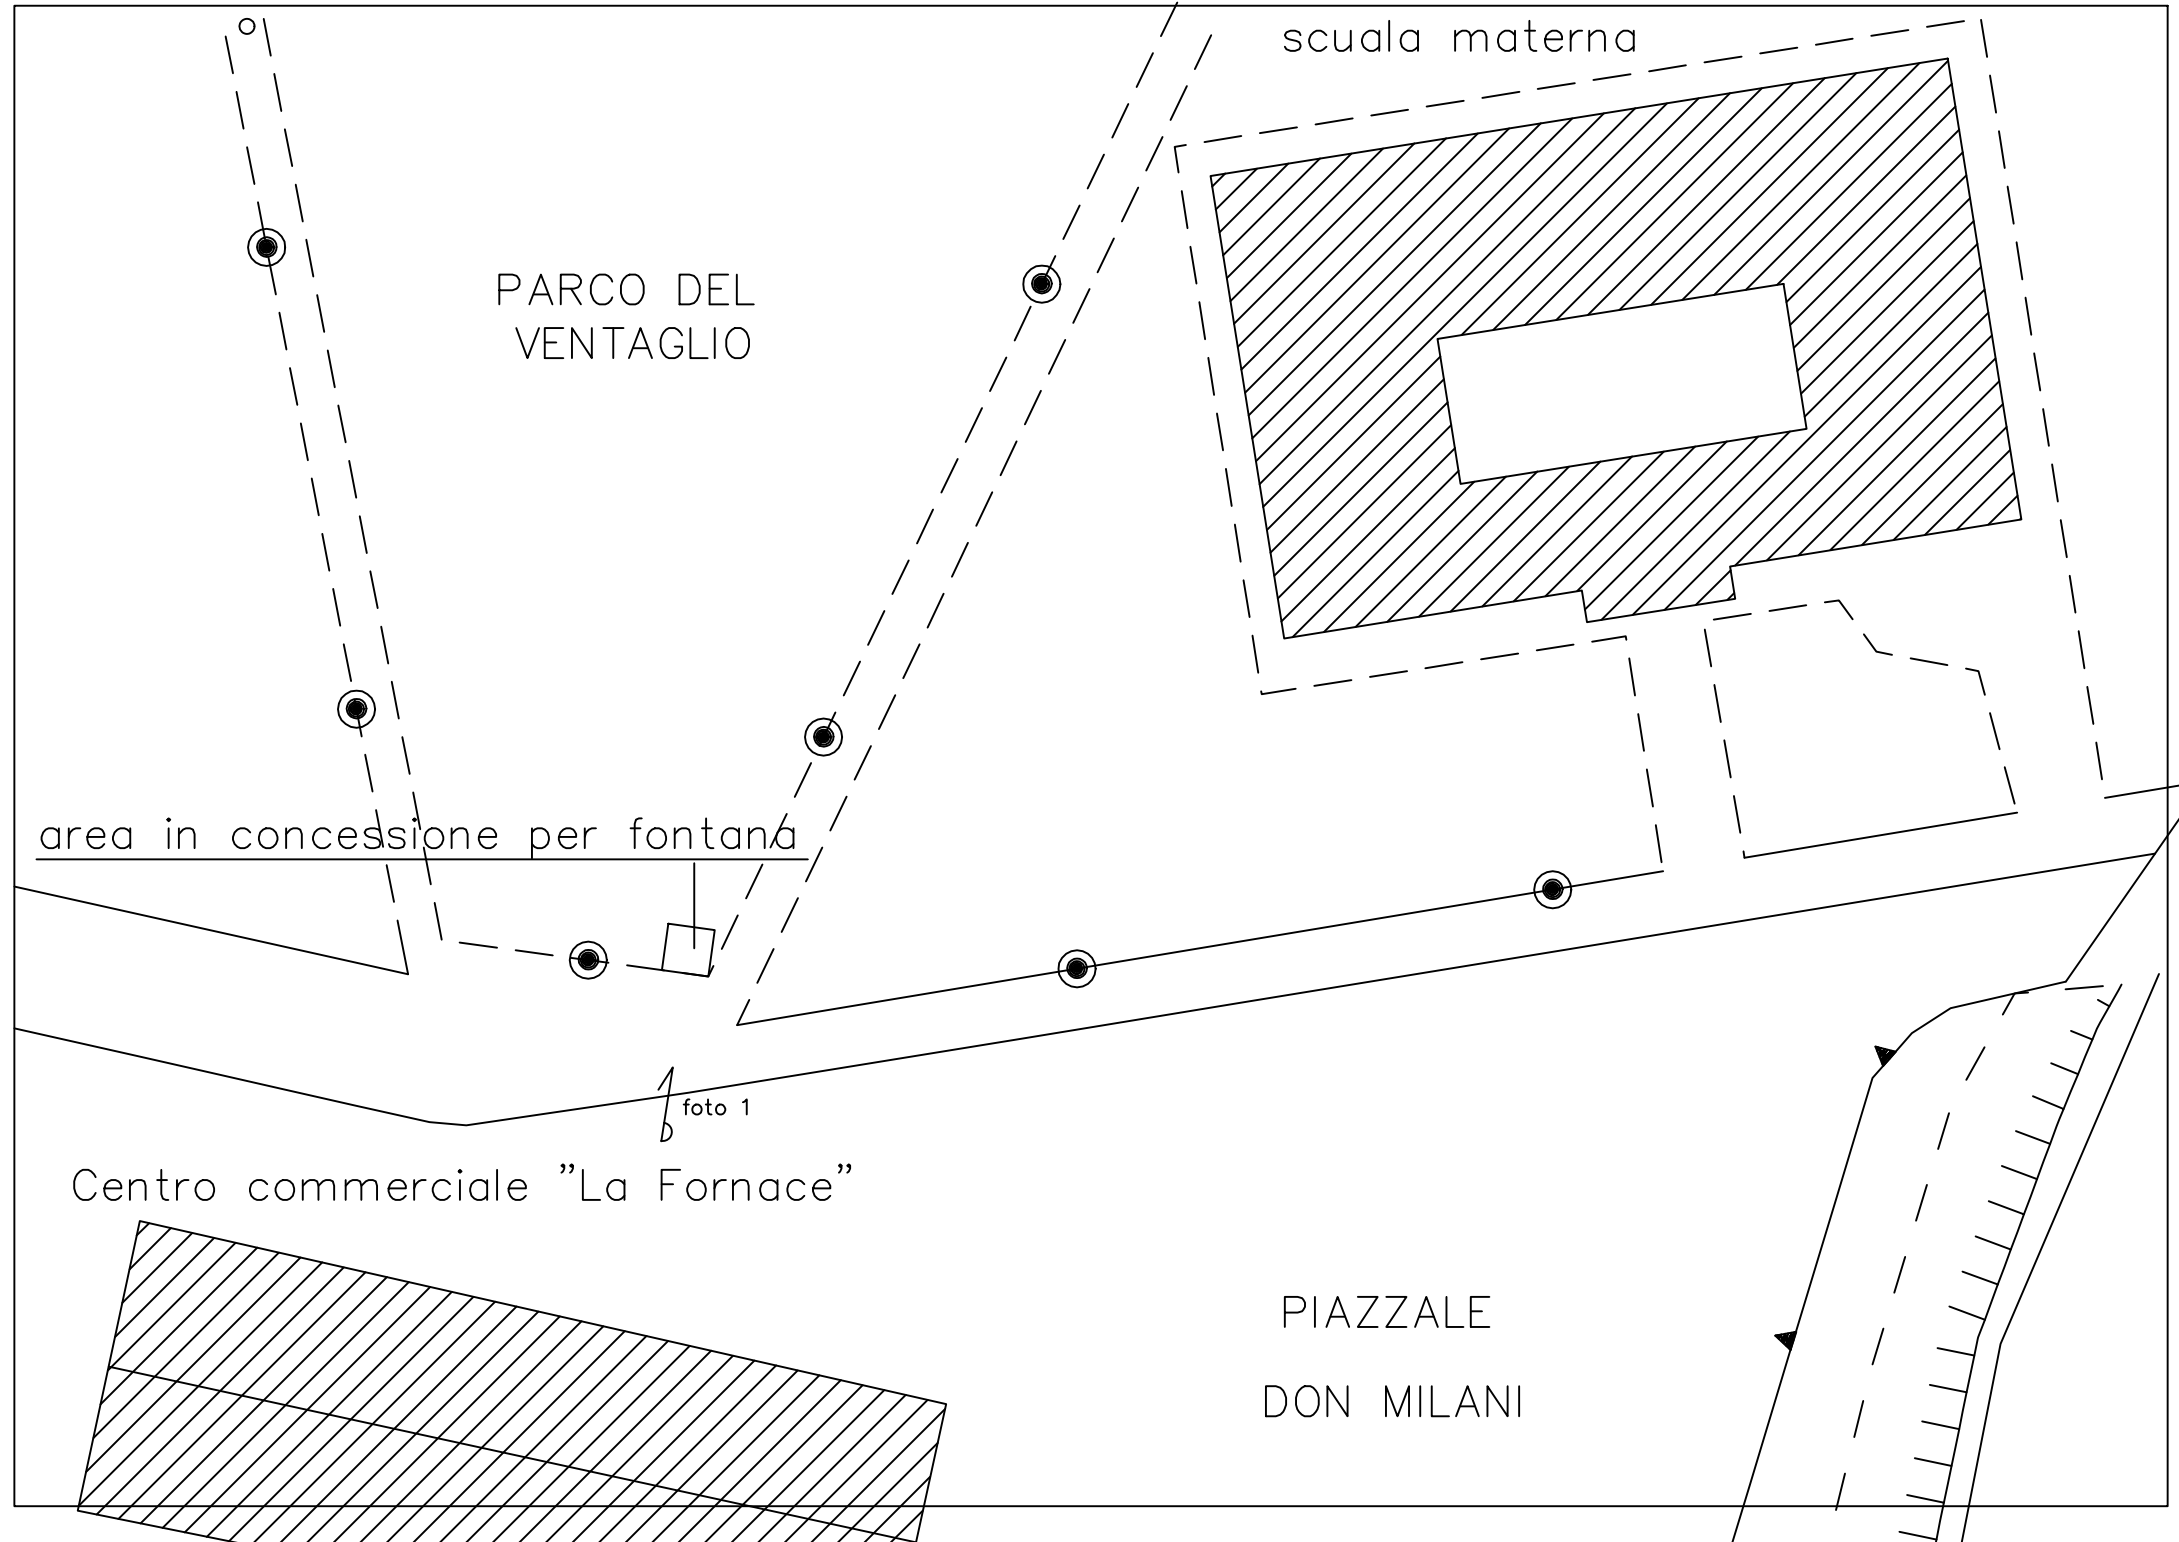 scuala materna
PARCO DEL
VENTAGLIO
area in concessione per fontana
foto 1
Centro commerciale "La Fornace"
PIAZZALE
DON MILANI